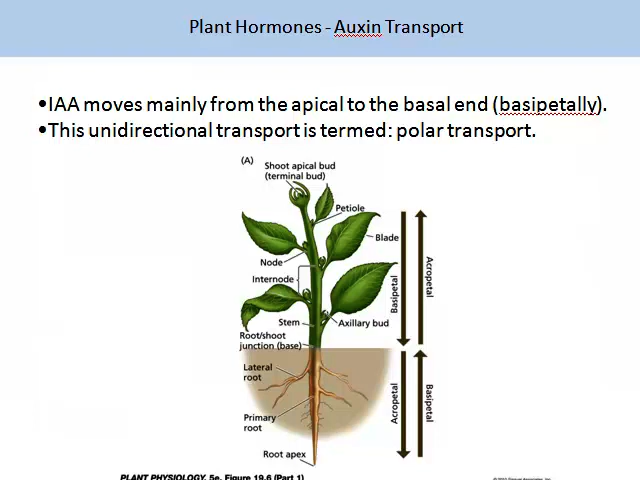 Plant Hormones - Auxin Transport
•IAA moves mainly from the apical to the basal end (basipetally).
•This unidirectional transport is termed: polar transport.
(A)
Shoot apical bud
(terminal bud)
Petiole
Blade
Node
Internode
Basipetal
Acropetal
Stem
Axillary bud
Root/shoot
junction (base)
Lateral
root
Acropetal
Basipetal
Primary
root
Root apex
PLANT PHYSIOLOGY, 5e, Figure 19.6 (Part 1)